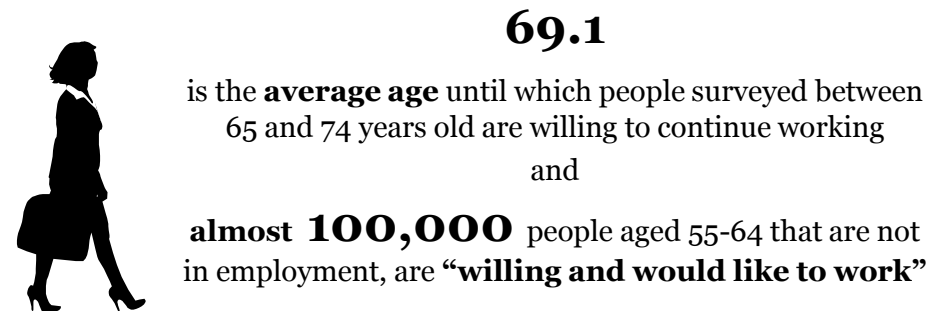 69.1
is the average age until which people surveyed between
65 and 74 years old are willing to continue working
and
almost 100,000 people aged 55-64 that are not
in employment, are “willing and would like to work”